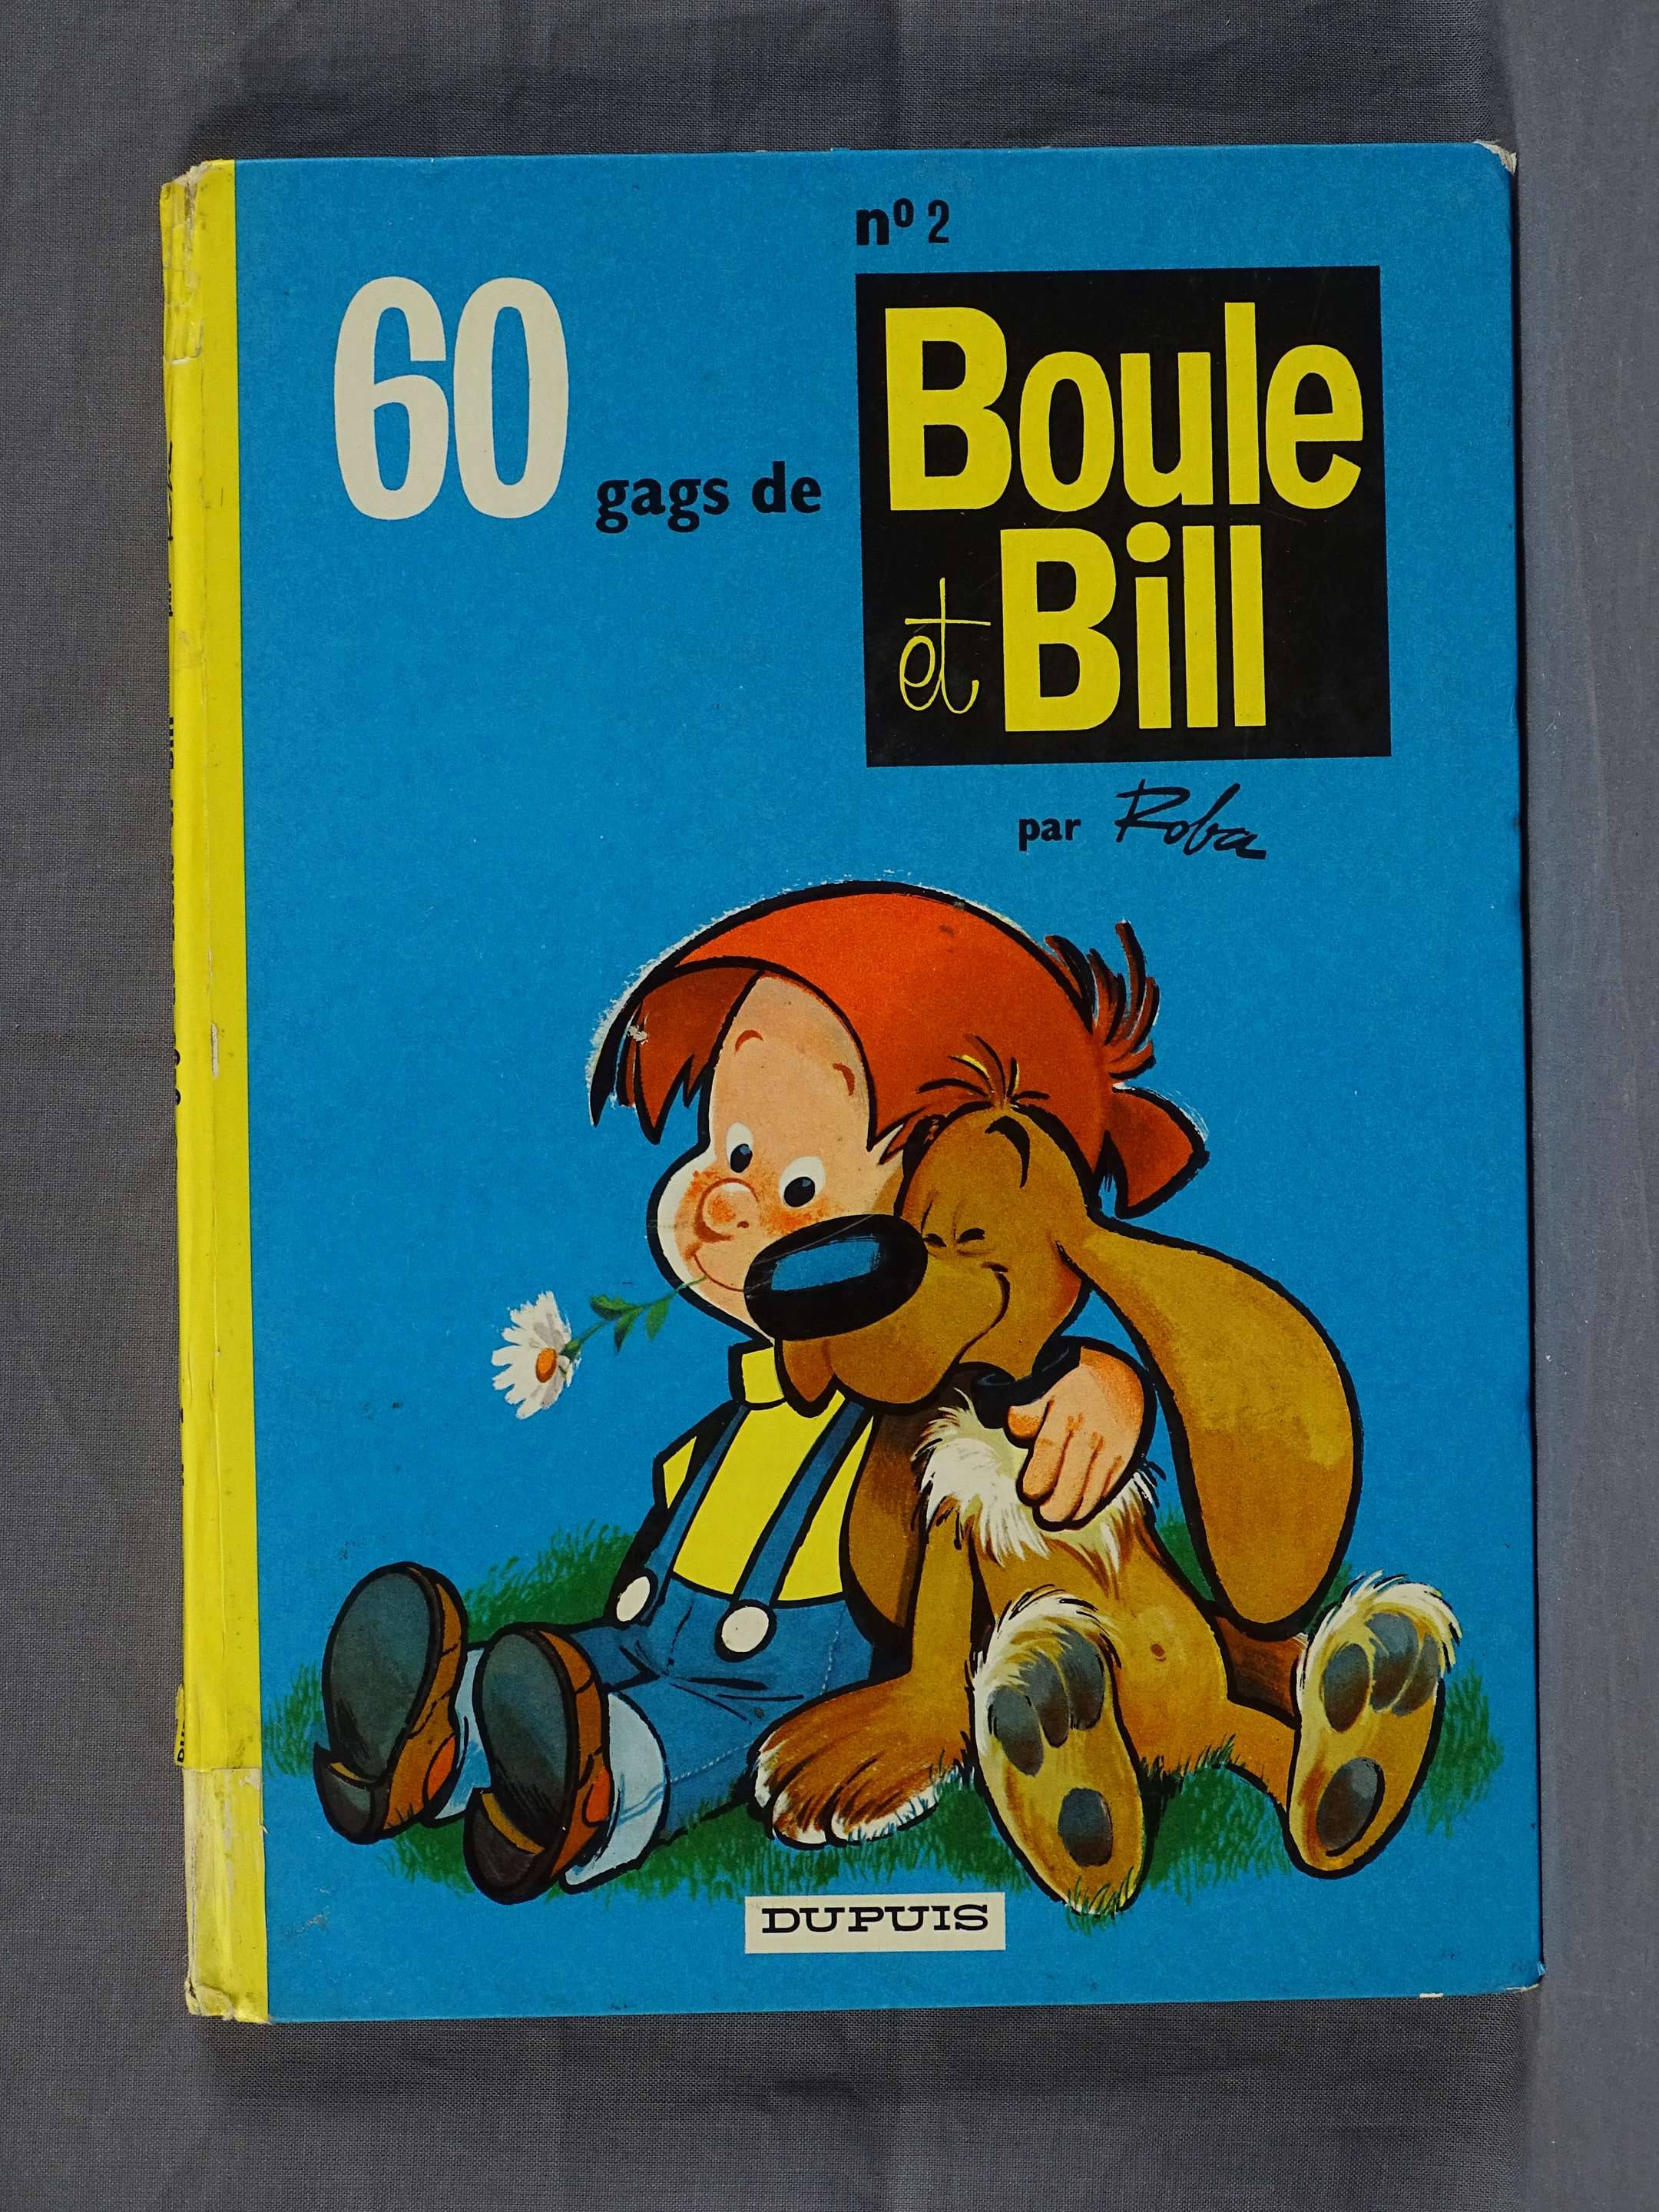 nº 2
60 gags de
Boule
et Bill
par Roba
DUPUIS